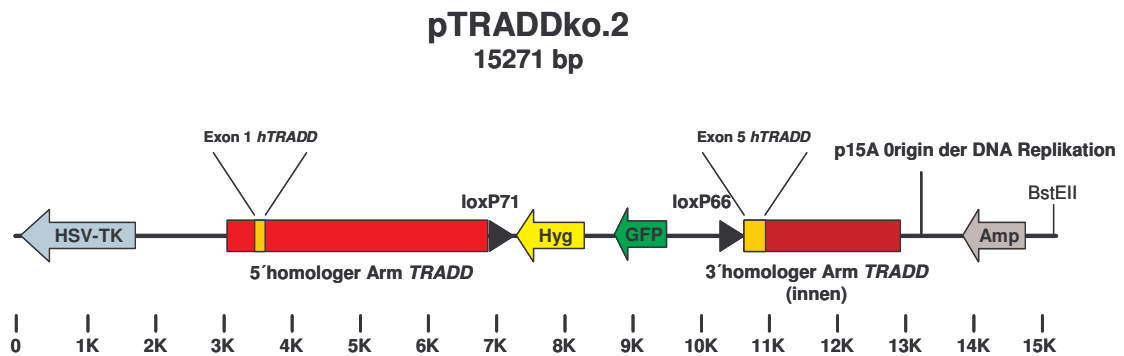 pTRADDko.2
15271 bp
Exon 1 hTRADD
Exon 5 hTRADD
p15A 0rigin der DNA Replikation
loxP71
loxP66
BstEII
HSV-TK
Hyg
GFP
Amp
5´homologer Arm TRADD
3´homologer Arm TRADD
(innen)
0 1K 2K 3K 4K 5K 6K 7K 8K 9K 10K 11K 12K 13K 14K 15K